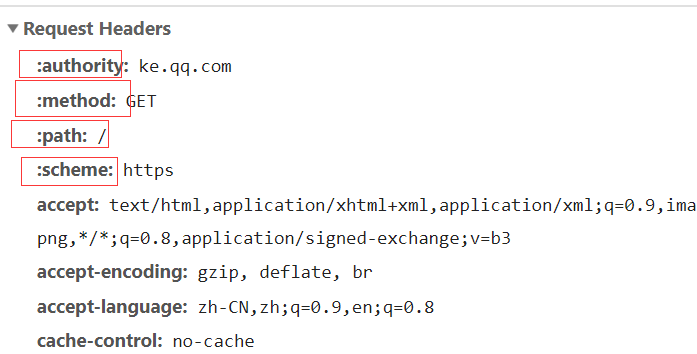 Request Headers
:authority: ke.qq.com
:method: GET
:path: /
:scheme: https
accept: text/html,application/xhtml+xml,application/xml;q=0.9,ima
png,*/*;q=0.8,application/signed-exchange;v=b3
accept-encoding: gzip, deflate, br
accept-language: zh-CN,zh;q=0.9,en;q=0.8
cache-control: no-cache